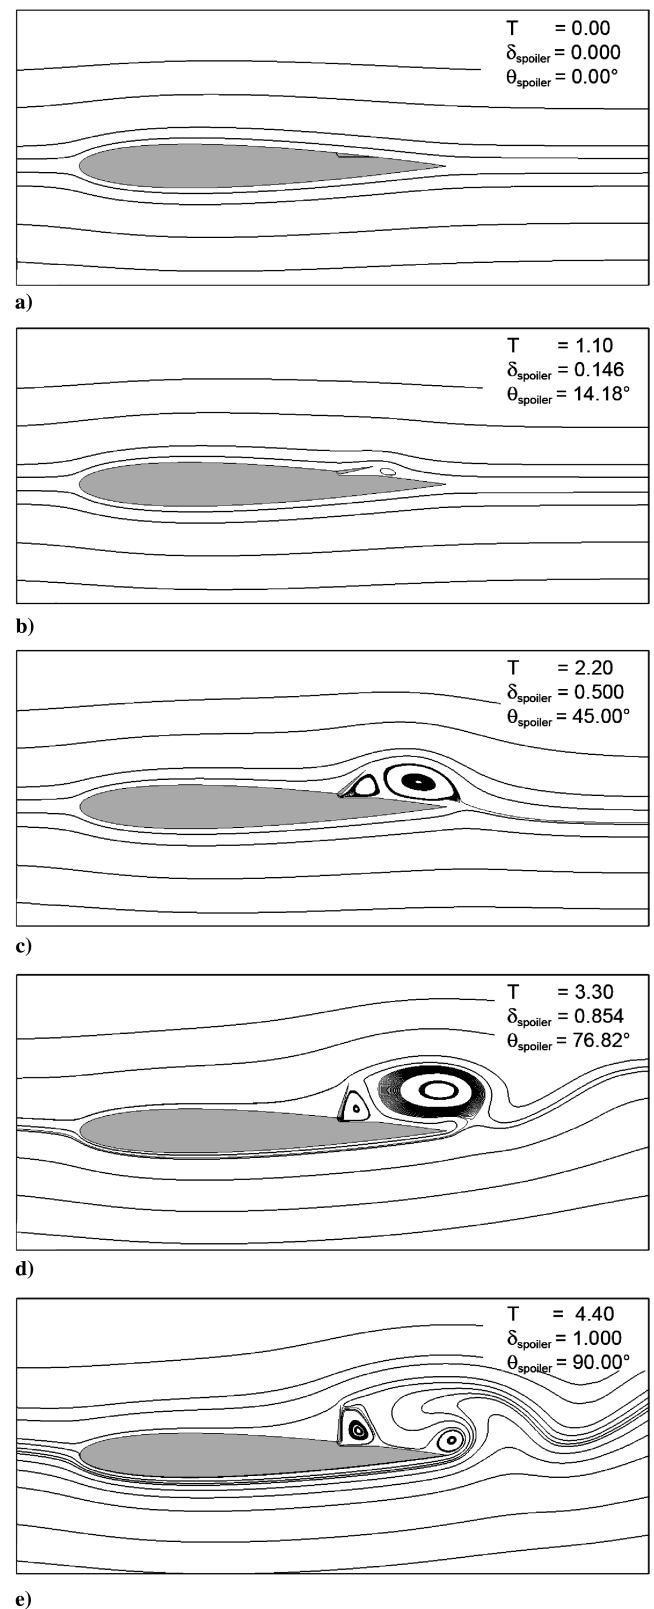 T = 0.00
δspoiler = 0.000
θspoiler = 0.00°
a)
T = 1.10
δspoiler = 0.146
θspoiler = 14.18°
b)
T = 2.20
δspoiler = 0.500
θspoiler = 45.00°
c)
T = 3.30
δspoiler = 0.854
θspoiler = 76.82°
d)
T = 4.40
δspoiler = 1.000
θspoiler = 90.00°
e)